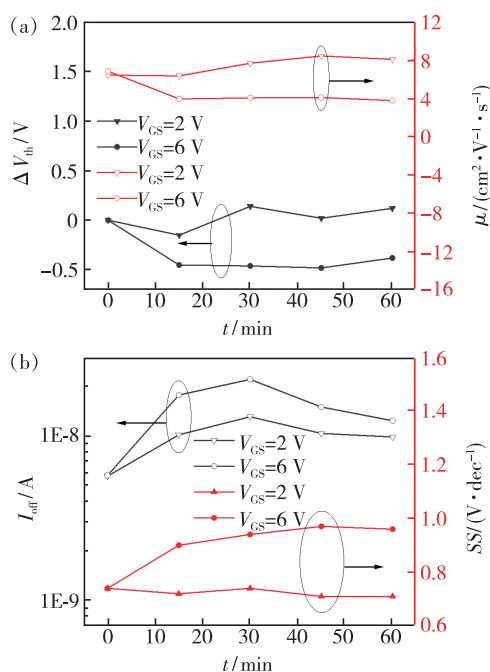 (a)
2.0
1.5
1.0
0.5
0
−0.5
Δ V_th / V
12
8
4
0
−4
−8
−12
−16
μ/(cm²·V⁻¹·s⁻¹)
V_GS=2 V
V_GS=6 V
V_GS=2 V
V_GS=6 V
0 10 20 30 40 50 60
t/min
(b)
1E-8
1E-9
I_off/A
1.6
1.4
1.2
1.0
0.8
0.6
SS/(V·dec⁻¹)
V_GS=2 V
V_GS=6 V
V_GS=2 V
V_GS=6 V
0 10 20 30 40 50 60
t/min